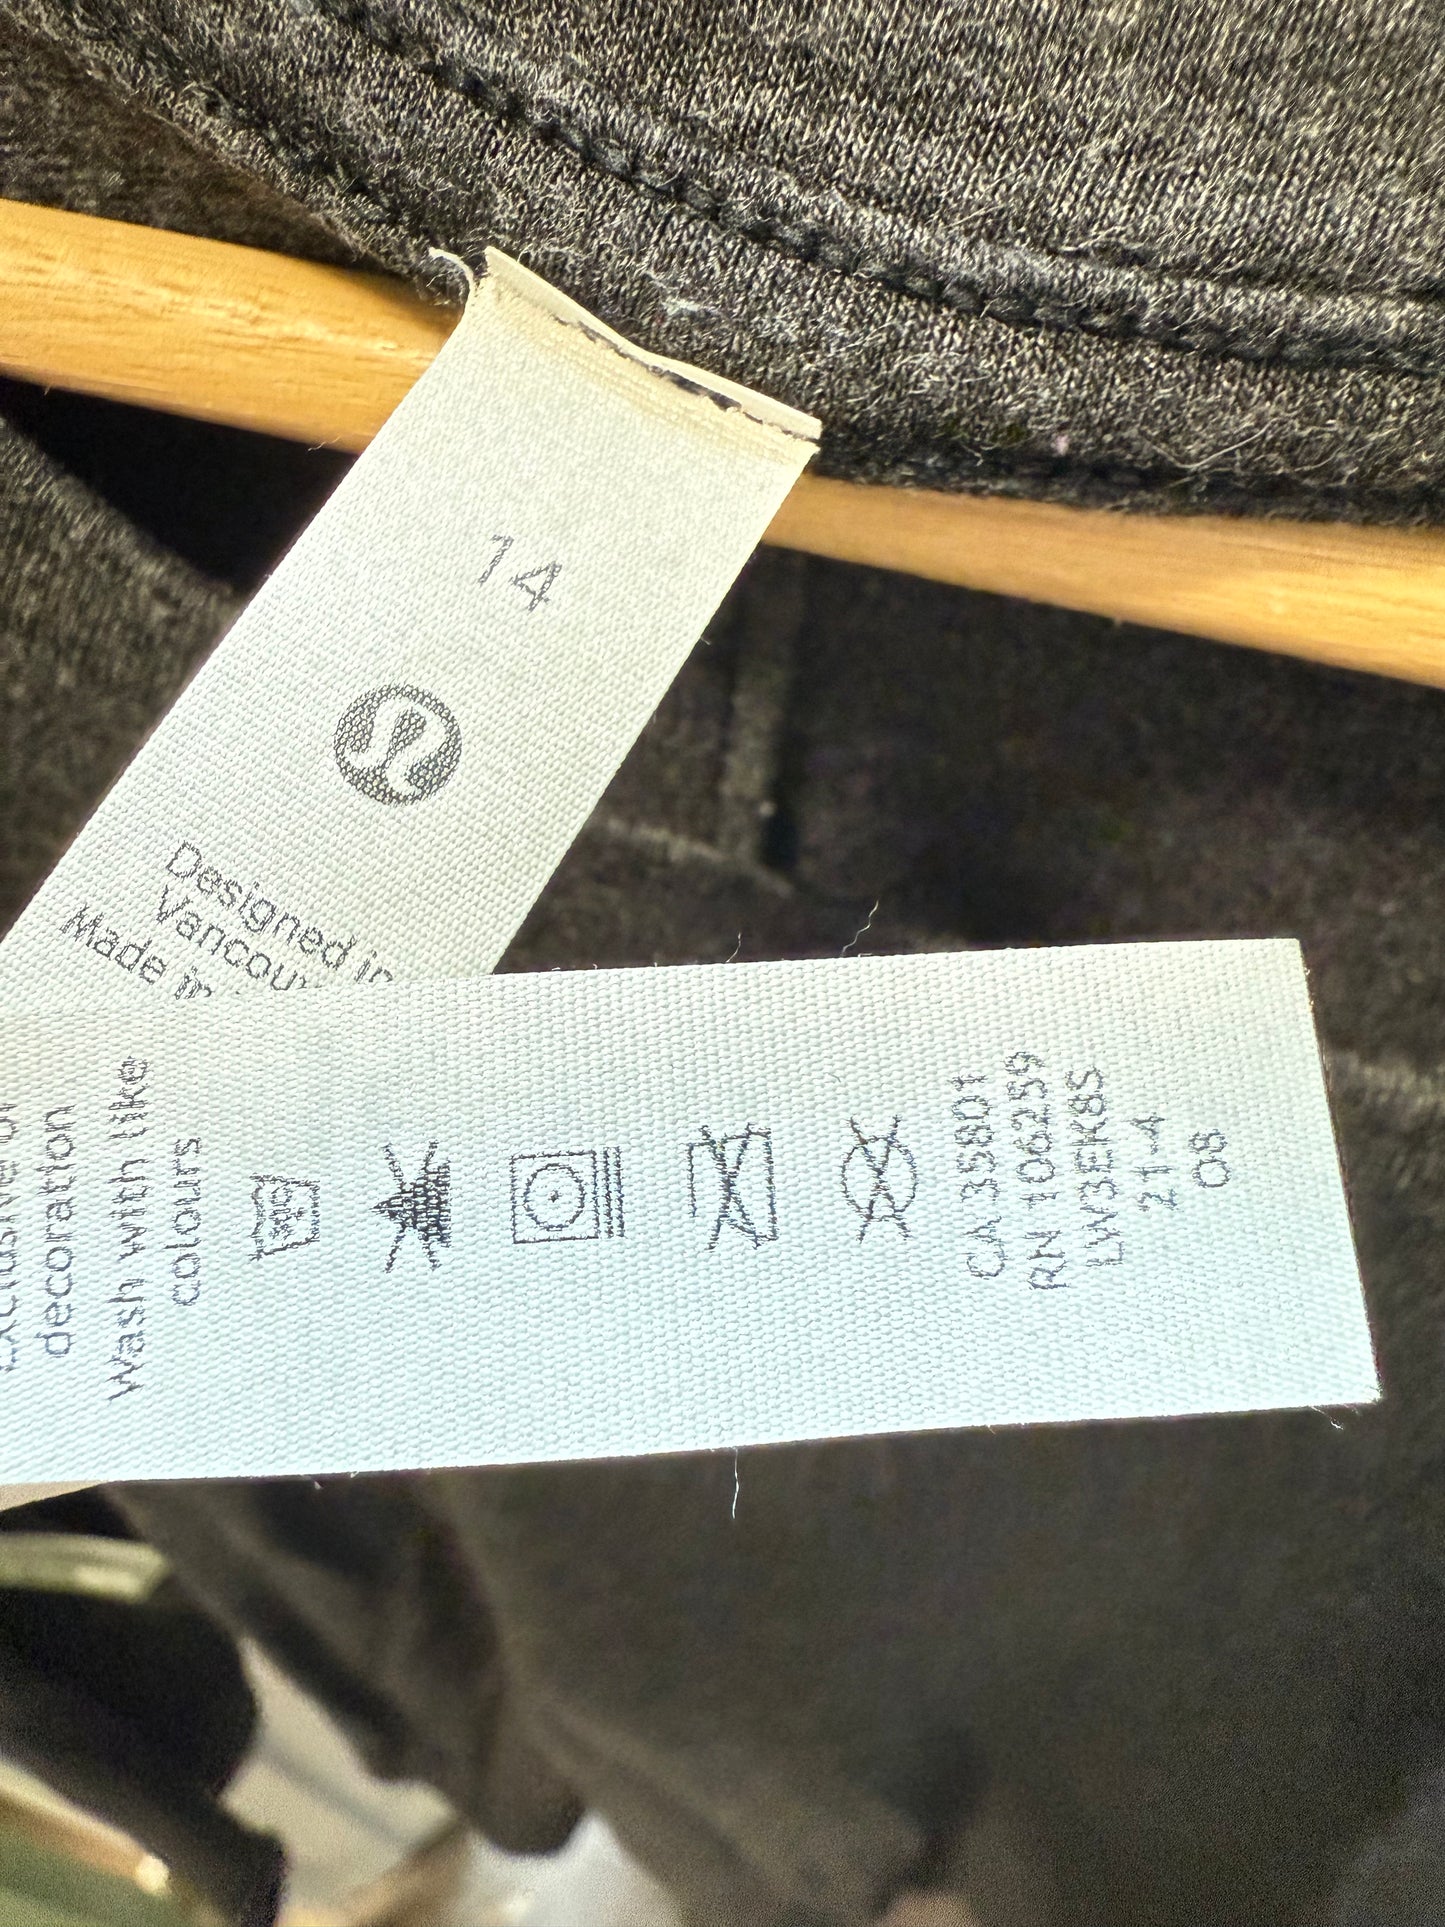 14
Designed in
Vancou
Made in
decoration
Wash with like
colours
CA 35801
RN 106259
LW3EK8S
21-4
08